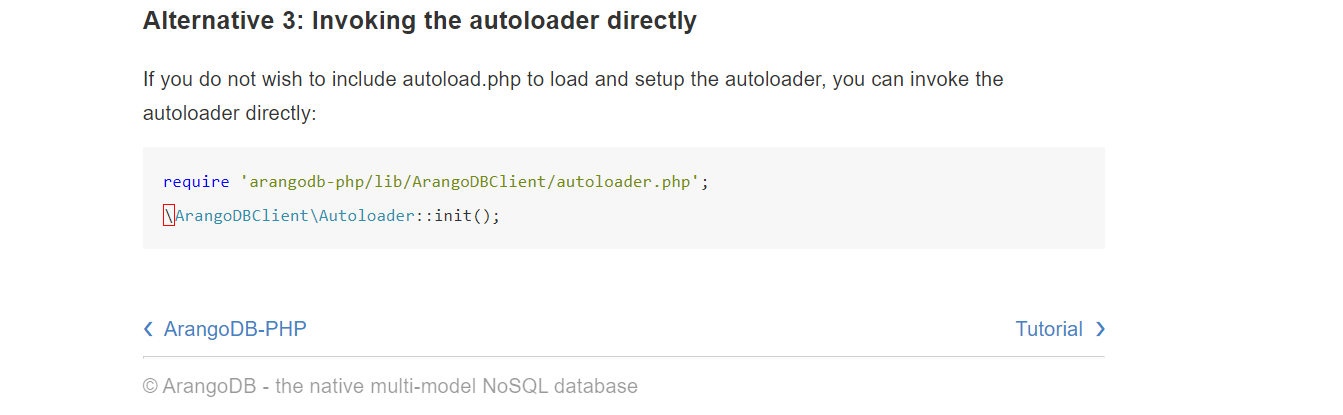 Alternative 3: Invoking the autoloader directly
If you do not wish to include autoload.php to load and setup the autoloader, you can invoke the
autoloader directly:
require 'arangodb-php/lib/ArangoDBClient/autoloader.php';
\ArangoDBClient\Autoloader::init();
‹ ArangoDB-PHP
Tutorial ›
© ArangoDB - the native multi-model NoSQL database